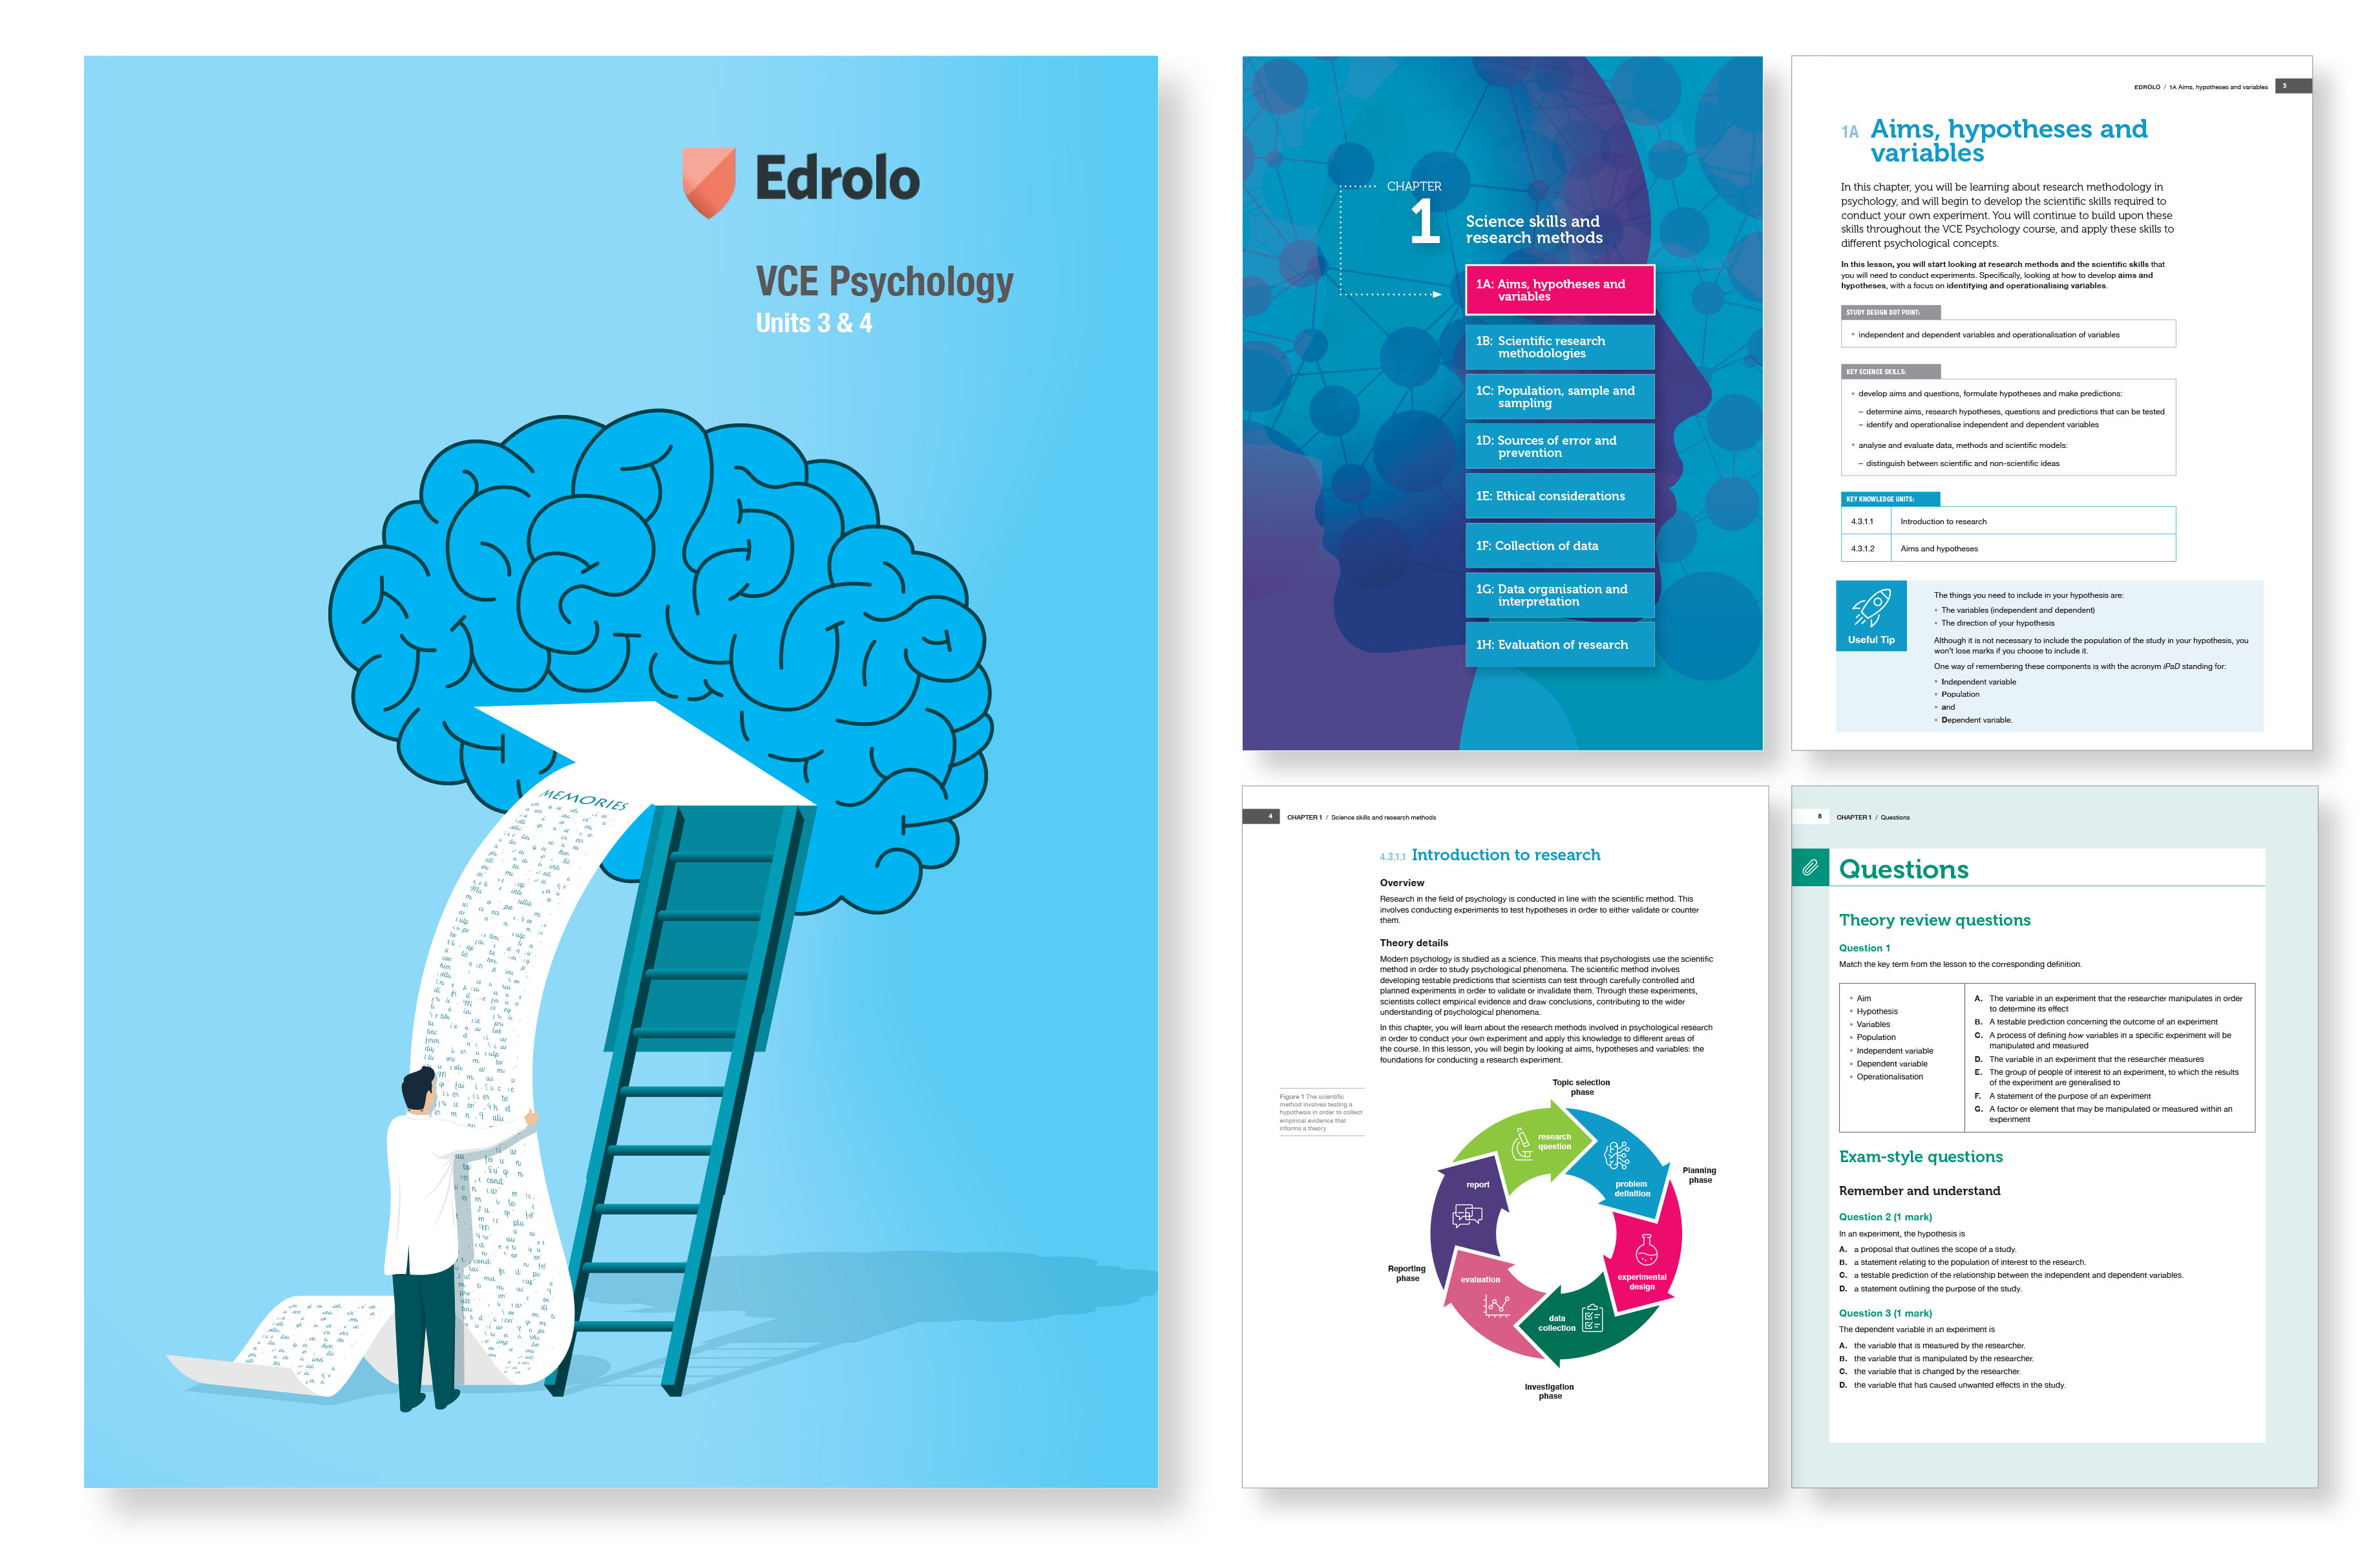 Edrolo
VCE Psychology
Units 3 & 4
MEMORIES
CHAPTER
1
Science skills and
research methods
1A: Aims, hypotheses and
variables
1B: Scientific research
methodologies
1C: Population, sample and
sampling
1D: Sources of error and
prevention
1E: Ethical considerations
1F: Collection of data
1G: Data organisation and
interpretation
1H: Evaluation of research
EDROLO / 1A Aims, hypotheses and variables 3
1A Aims, hypotheses and
variables
In this chapter, you will be learning about research methodology in
psychology, and will begin to develop the scientific skills required to
conduct your own experiment. You will continue to build upon these
skills throughout the VCE Psychology course, and apply these skills to
different psychological concepts.
In this lesson, you will start looking at research methods and the scientific skills that
you will need to conduct experiments. Specifically, looking at how to develop aims and
hypotheses, with a focus on identifying and operationalising variables.
STUDY DESIGN DOT POINT:
• independent and dependent variables and operationalisation of variables
KEY SCIENCE SKILLS:
• develop aims and questions, formulate hypotheses and make predictions:
– determine aims, research hypotheses, questions and predictions that can be tested
– identify and operationalise independent and dependent variables
• analyse and evaluate data, methods and scientific models:
– distinguish between scientific and non-scientific ideas
KEY KNOWLEDGE UNITS:
4.3.1.1 Introduction to research
4.3.1.2 Aims and hypotheses
Useful Tip
The things you need to include in your hypothesis are:
• The variables (independent and dependent)
• The direction of your hypothesis
Although it is not necessary to include the population of the study in your hypothesis, you
won't lose marks if you choose to include it.
One way of remembering these components is with the acronym iPaD standing for:
• Independent variable
• Population
• and
• Dependent variable.
4 CHAPTER 1 / Science skills and research methods
4.3.1.1 Introduction to research
Overview
Research in the field of psychology is conducted in line with the scientific method. This
involves conducting experiments to test hypotheses in order to either validate or counter
them.
Theory details
Modern psychology is studied as a science. This means that psychologists use the scientific
method in order to study psychological phenomena. The scientific method involves
developing testable predictions that scientists can test through carefully controlled and
planned experiments in order to validate or invalidate them. Through these experiments,
scientists collect empirical evidence and draw conclusions, contributing to the wider
understanding of psychological phenomena.
In this chapter, you will learn about the research methods involved in psychological research
in order to conduct your own experiment and apply this knowledge to different areas of
the course. In this lesson, you will begin by looking at aims, hypotheses and variables: the
foundations for conducting a research experiment.
Figure 1 The scientific
method involves testing a
hypothesis in order to collect
empirical evidence that
informs a theory
Topic selection
phase
research
question
problem
definition
Planning
phase
experimental
design
data
collection
Investigation
phase
evaluation
Reporting
phase
report
8 CHAPTER 1 / Questions
Questions
Theory review questions
Question 1
Match the key term from the lesson to the corresponding definition.
• Aim
• Hypothesis
• Variables
• Population
• Independent variable
• Dependent variable
• Operationalisation
A. The variable in an experiment that the researcher manipulates in order
to determine its effect
B. A testable prediction concerning the outcome of an experiment
C. A process of defining how variables in a specific experiment will be
manipulated and measured
D. The variable in an experiment that the researcher measures
E. The group of people of interest to an experiment, to which the results
of the experiment are generalised to
F. A statement of the purpose of an experiment
G. A factor or element that may be manipulated or measured within an
experiment
Exam-style questions
Remember and understand
Question 2 (1 mark)
In an experiment, the hypothesis is
A. a proposal that outlines the scope of a study.
B. a statement relating to the population of interest to the research.
C. a testable prediction of the relationship between the independent and dependent variables.
D. a statement outlining the purpose of the study.
Question 3 (1 mark)
The dependent variable in an experiment is
A. the variable that is measured by the researcher.
B. the variable that is manipulated by the researcher.
C. the variable that is changed by the researcher.
D. the variable that has caused unwanted effects in the study.